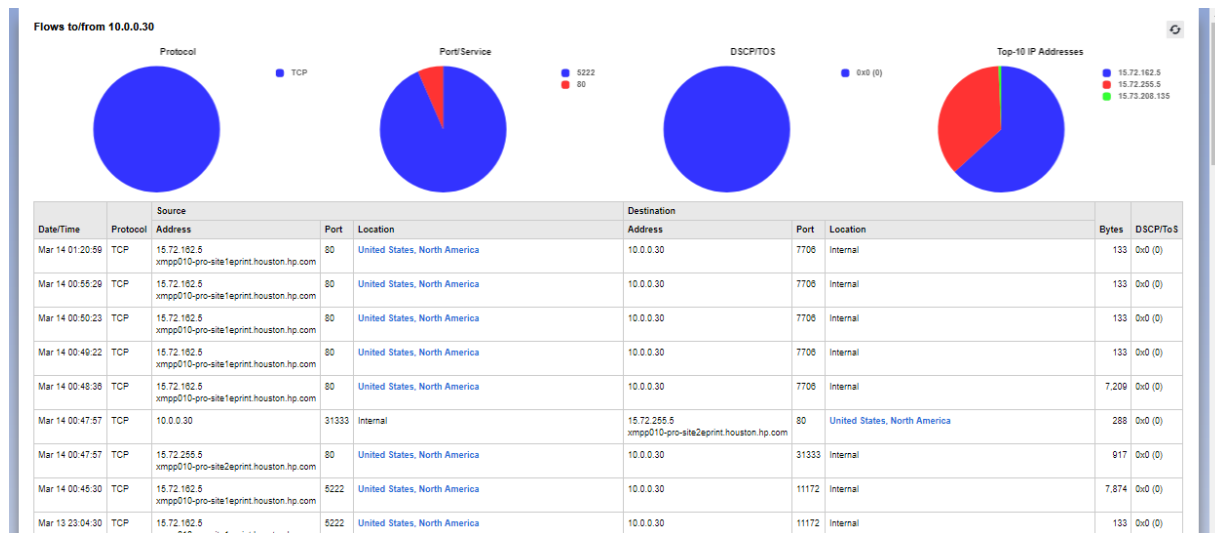 Flows to/from 10.0.0.30
Protocol
TCP
Port/Service
5222
80
DSCP/TOS
0x0 (0)
Top-10 IP Addresses
15.72.162.5
15.72.255.5
15.73.208.135
Source Destination
Date/Time Protocol Address Port Location Address Port Location Bytes DSCP/ToS
Mar 14 01:20:59 TCP 15.72.162.5 80 United States, North America 10.0.0.30 7706 Internal 133 0x0 (0)
xmpp010-pro-site1eprint.houston.hp.com
Mar 14 00:55:29 TCP 15.72.162.5 80 United States, North America 10.0.0.30 7706 Internal 133 0x0 (0)
xmpp010-pro-site1eprint.houston.hp.com
Mar 14 00:50:23 TCP 15.72.162.5 80 United States, North America 10.0.0.30 7706 Internal 133 0x0 (0)
xmpp010-pro-site1eprint.houston.hp.com
Mar 14 00:49:22 TCP 15.72.162.5 80 United States, North America 10.0.0.30 7706 Internal 133 0x0 (0)
xmpp010-pro-site1eprint.houston.hp.com
Mar 14 00:48:36 TCP 15.72.162.5 80 United States, North America 10.0.0.30 7706 Internal 7,209 0x0 (0)
xmpp010-pro-site1eprint.houston.hp.com
Mar 14 00:47:57 TCP 10.0.0.30 31333 Internal 15.72.255.5 80 United States, North America 288 0x0 (0)
xmpp010-pro-site2eprint.houston.hp.com
Mar 14 00:47:57 TCP 15.72.255.5 80 United States, North America 10.0.0.30 31333 Internal 917 0x0 (0)
xmpp010-pro-site2eprint.houston.hp.com
Mar 14 00:45:30 TCP 15.72.162.5 5222 United States, North America 10.0.0.30 11172 Internal 7,874 0x0 (0)
xmpp010-pro-site1eprint.houston.hp.com
Mar 13 23:04:30 TCP 15.72.162.5 5222 United States, North America 10.0.0.30 11172 Internal 133 0x0 (0)